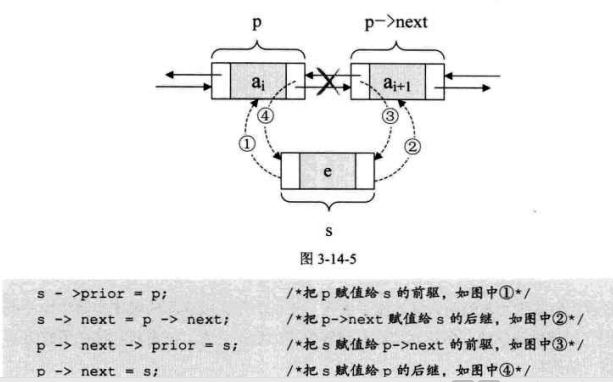 p
p->next
ai
ai+1
④
③
①
②
e
s
图 3-14-5
s - >prior = p; /*把 p 赋值给 s 的前驱，如图中①*/
s -> next = p -> next; /*把 p->next 赋值给 s 的后继，如图中②*/
p -> next -> prior = s; /*把 s 赋值给 p->next 的前驱，如图中③*/
p -> next = s; /*把 s 赋值给 p 的后继，如图中④*/